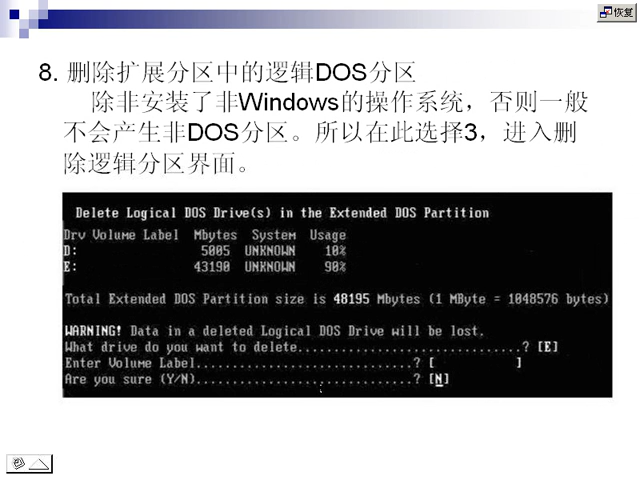 恢复
8. 删除扩展分区中的逻辑DOS分区
除非安装了非Windows的操作系统，否则一般
不会产生非DOS分区。所以在此选择3，进入删
除逻辑分区界面。
Delete Logical DOS Drive(s) in the Extended DOS Partition
Drv Volume Label Mbytes System Usage
D: 5005 UNKNOWN 10%
E: 43190 UNKNOWN 90%
Total Extended DOS Partition size is 48195 Mbytes (1 MByte = 1048576 bytes)
WARNING! Data in a deleted Logical DOS Drive will be lost.
What drive do you want to delete...............................? [E]
Enter Volume Label..............................? [ ]
Are you sure (Y/N)..............................? [N]